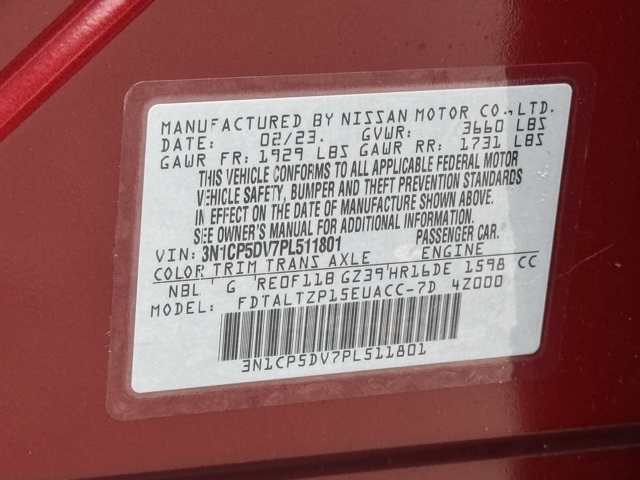 MANUFACTURED BY NISSAN MOTOR CO.,LTD.
DATE: 02/23. GVWR: 3660 LBS
GAWR FR: 1929 LBS GAWR RR: 1731 LBS
THIS VEHICLE CONFORMS TO ALL APPLICABLE FEDERAL MOTOR
VEHICLE SAFETY, BUMPER AND THEFT PREVENTION STANDARDS
IN EFFECT ON THE DATE OF MANUFACTURE SHOWN ABOVE.
SEE OWNER'S MANUAL FOR ADDITIONAL INFORMATION.
VIN: 3N1CP5DV7PL511801 PASSENGER CAR.
COLOR TRIM TRANS AXLE ENGINE
NBL G RE0F11B GZ39 HR16DE 1598 CC
MODEL: FDTALTZP15EUACC-7D 4Z000
3N1CP5DV7PL511801